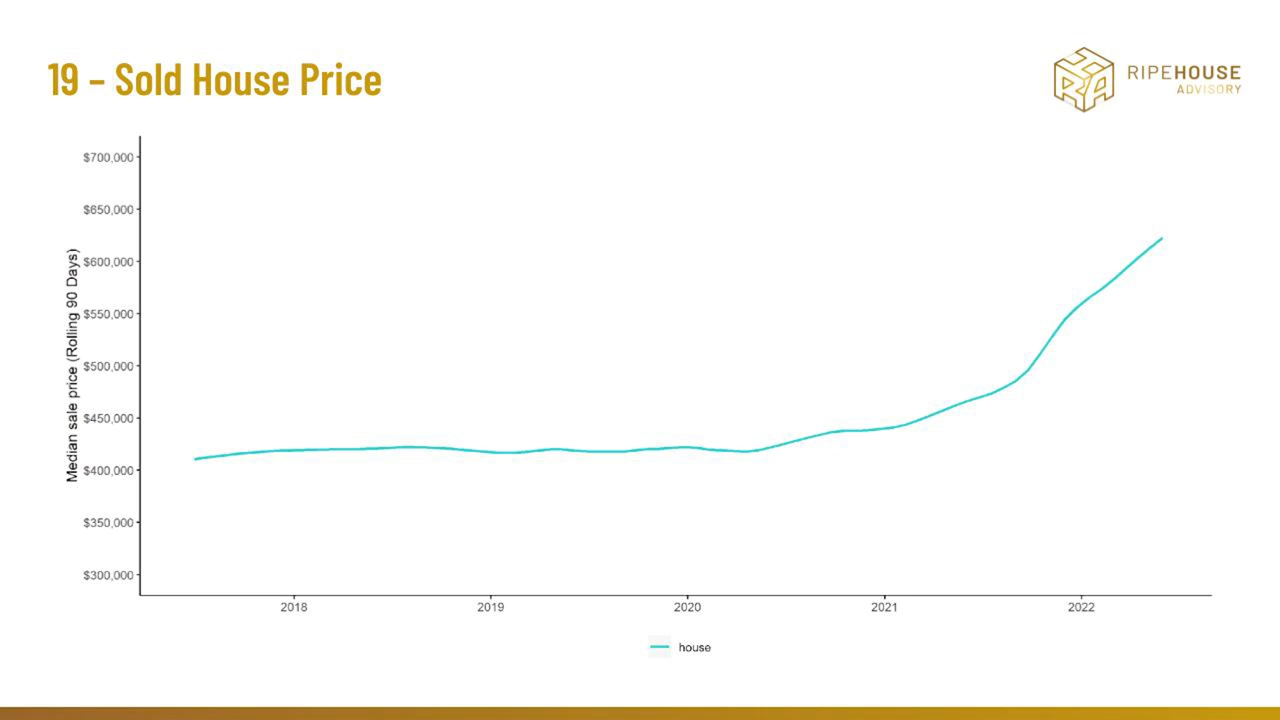 19 – Sold House Price
RIPEHOUSE
ADVISORY
Median sale price (Rolling 90 Days)
$700,000
$650,000
$600,000
$550,000
$500,000
$450,000
$400,000
$350,000
$300,000
2018 2019 2020 2021 2022
house